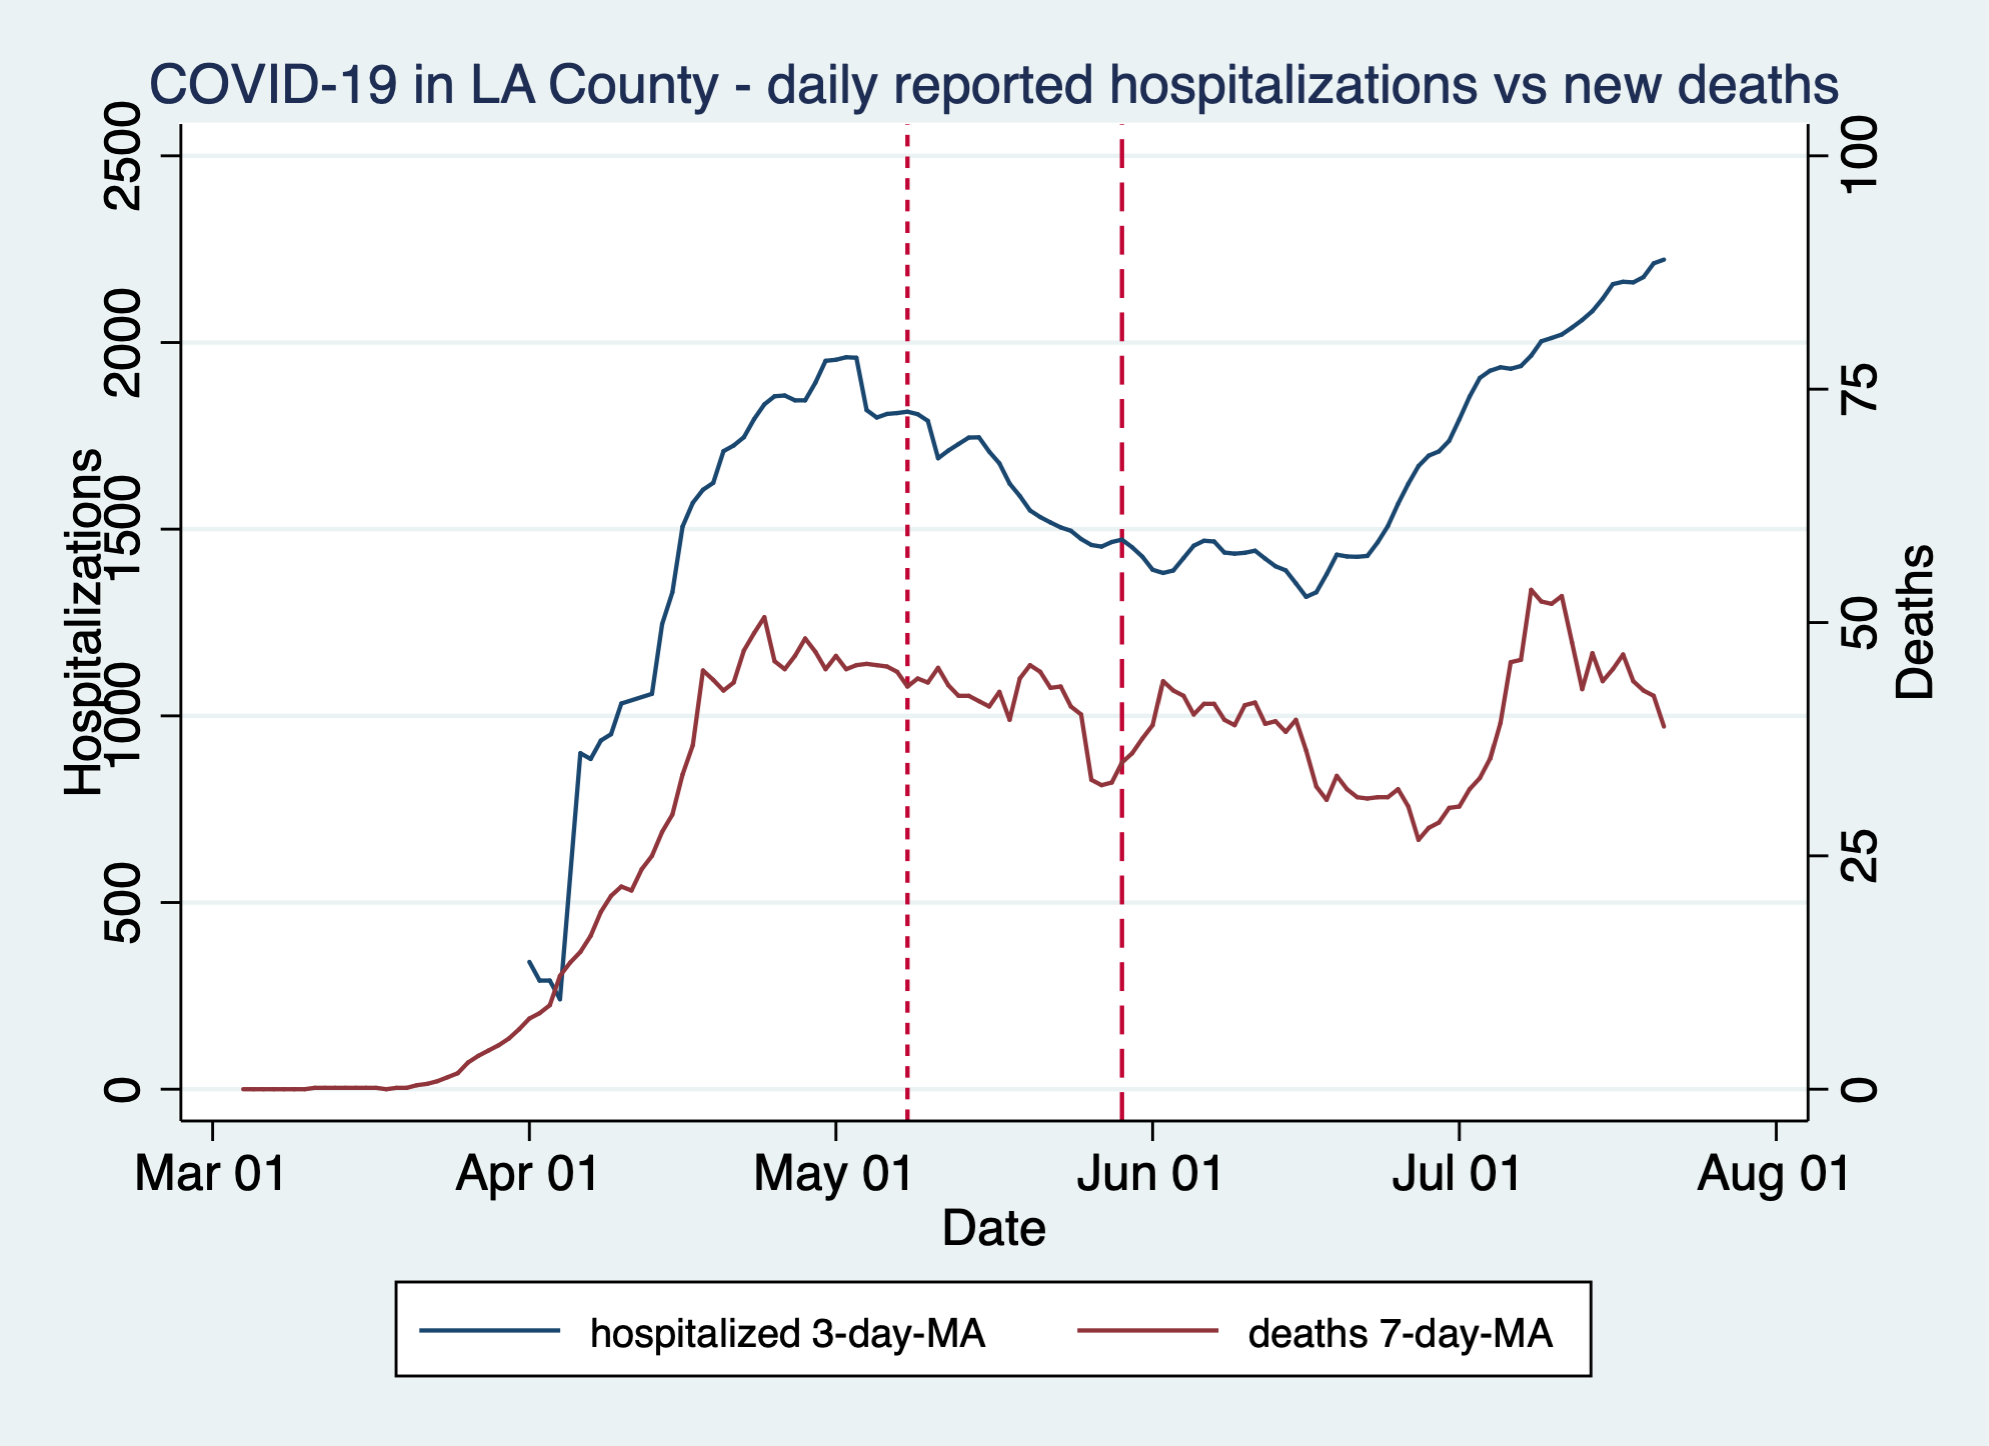 COVID-19 in LA County - daily reported hospitalizations vs new deaths
Hospitalizations
2500
2000
1500
1000
500
0
100
75
50
25
0
Deaths
Mar 01 Apr 01 May 01 Jun 01 Jul 01 Aug 01
Date
hospitalized 3-day-MA deaths 7-day-MA